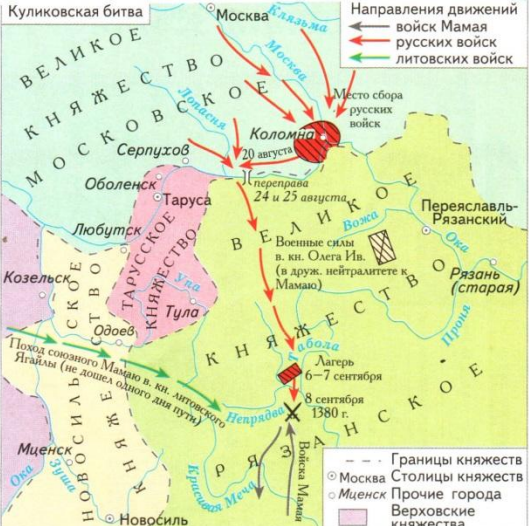 Куликовская битва
Направления движений
войск Мамая
русских войск
литовских войск
Москва
Клязьма
Москва
ВЕЛИКОЕ
КНЯЖЕСТВО
МОСКОВСКОЕ
Лопасня
Место сбора
русских
войск
Коломна
20 августа
Серпухов
переправа
24 и 25 августа
Оболенск
Таруса
Любутск
ТАРУССКОЕ
КНЯЖЕСТВО
ВЕЛИКОЕ
КНЯЖЕСТВО
РЯЗАНСКОЕ
Вожа
Переяславль-
Рязанский
Ока
Военные силы
в. кн. Олега Ив.
(в друж. нейтралитете к
Мамаю)
Рязань
(старая)
Проня
Козельск
Упа
Тула
Одоев
НОВОСИЛЬСКОЕ
КНЯЖЕСТВО
Поход союзного Мамаю в. кн. литовского
Ягайлы (не дошел одного дня пути)
Табола
Лагерь
6–7 сентября
8 сентября
1380 г.
Непрядва
Войска Мамая
Красивая Меча
Мценск
Ока
Зуша
Новосиль
Границы княжеств
Москва Столицы княжеств
Мценск Прочие города
Верховские
княжества